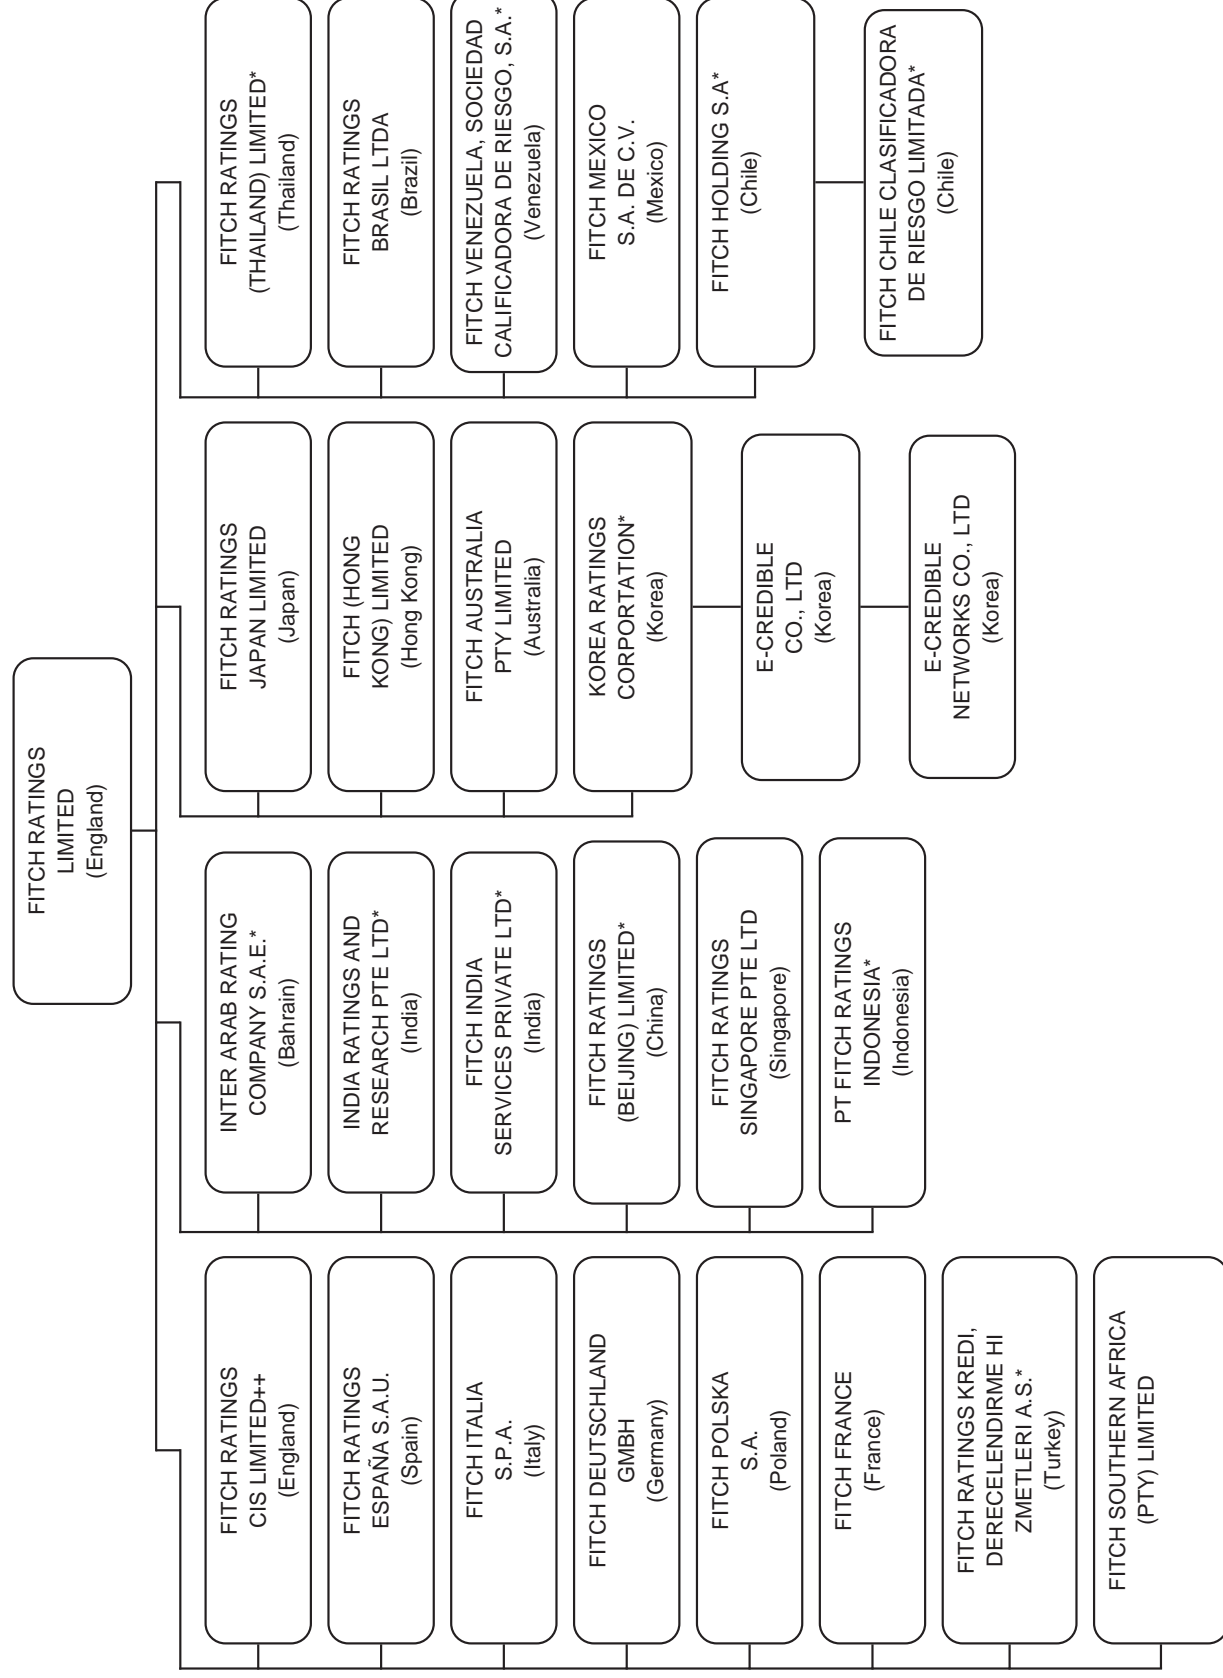 FITCH RATINGS
LIMITED
(England)
FITCH RATINGS
CIS LIMITED++
(England)
FITCH RATINGS
ESPAÑA S.A.U.
(Spain)
FITCH ITALIA
S.P.A.
(Italy)
FITCH DEUTSCHLAND
GMBH
(Germany)
FITCH POLSKA
S.A.
(Poland)
FITCH FRANCE
(France)
FITCH RATINGS KREDI,
DERECELENDIRME HI
ZMETLERI A.S.*
(Turkey)
FITCH SOUTHERN AFRICA
(PTY) LIMITED
INTER ARAB RATING
COMPANY S.A.E.*
(Bahrain)
INDIA RATINGS AND
RESEARCH PTE LTD*
(India)
FITCH INDIA
SERVICES PRIVATE LTD*
(India)
FITCH RATINGS
(BEIJING) LIMITED*
(China)
FITCH RATINGS
SINGAPORE PTE LTD
(Singapore)
PT FITCH RATINGS
INDONESIA*
(Indonesia)
FITCH RATINGS
JAPAN LIMITED
(Japan)
FITCH (HONG
KONG) LIMITED
(Hong Kong)
FITCH AUSTRALIA
PTY LIMITED
(Australia)
KOREA RATINGS
CORPORTATION*
(Korea)
E-CREDIBLE
CO., LTD
(Korea)
E-CREDIBLE
NETWORKS CO., LTD
(Korea)
FITCH RATINGS
(THAILAND) LIMITED*
(Thailand)
FITCH RATINGS
BRASIL LTDA
(Brazil)
FITCH VENEZUELA, SOCIEDAD
CALIFICADORA DE RIESGO, S.A.*
(Venezuela)
FITCH MEXICO
S.A. DE C.V.
(Mexico)
FITCH HOLDING S.A*
(Chile)
FITCH CHILE CLASIFICADORA
DE RIESGO LIMITADA*
(Chile)